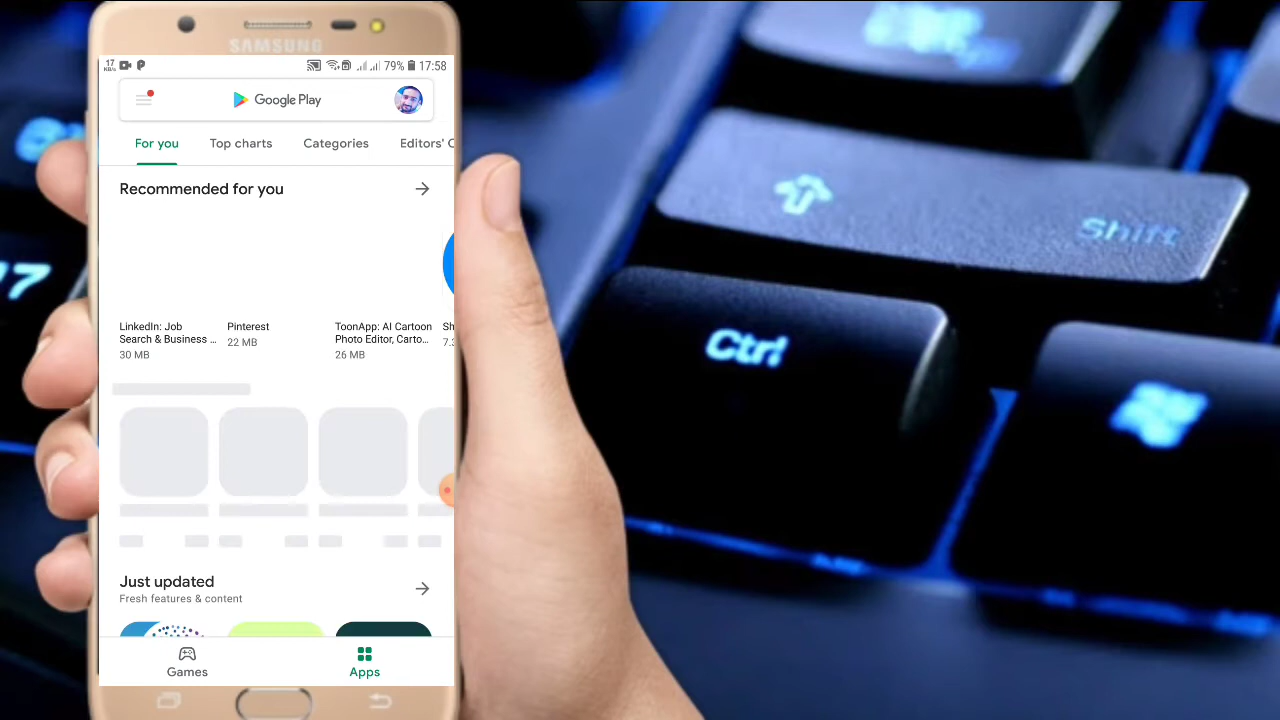 SAMSUNG
17
KB/s
79% 17:58
Google Play
For you
Top charts
Categories
Editors' C
Recommended for you
LinkedIn: Job
Search & Business ...
30 MB
Pinterest
22 MB
ToonApp: AI Cartoon
Photo Editor, Carto...
26 MB
Sh
7.
Just updated
Fresh features & content
Games
Apps
Shift
Ctrl